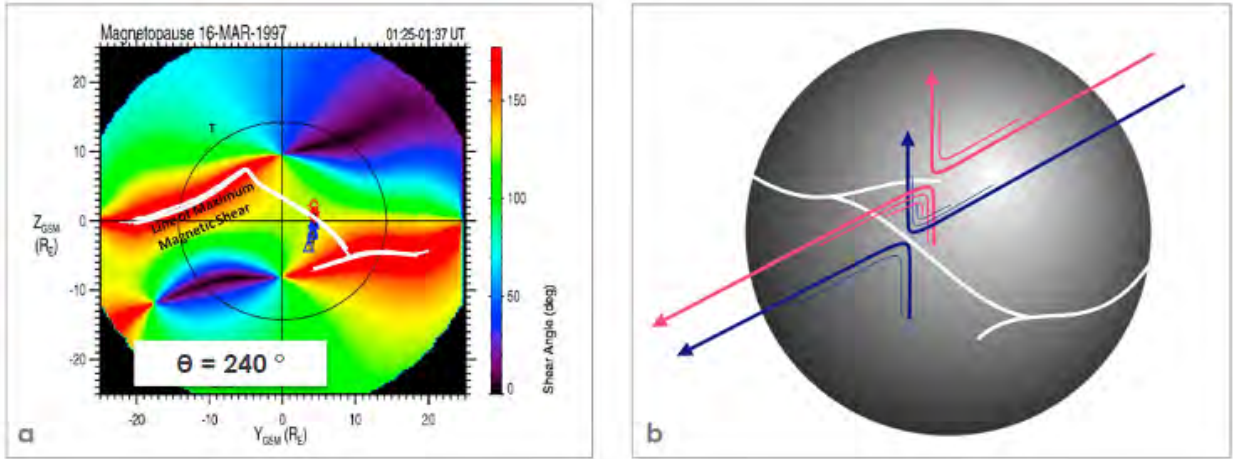 Magnetopause 16-MAR-1997 01:25-01:37 UT
20
10
0
-10
-20
Z_GSM
(R_E)
T
Line of Maximum
Magnetic Shear
θ = 240 °
-20 -10 0 10 20
Y_GSM (R_E)
150
100
50
0
Shear Angle (deg)
a
b